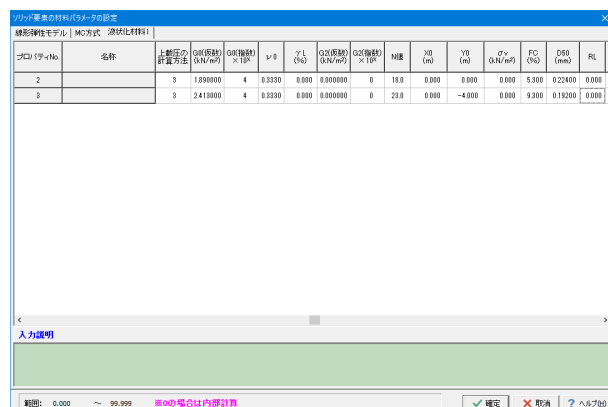 ソリッド要素の材料パラメータの設定
線形弾性モデル MC方式 液状化材料1
プロパティNo. 名称 上載圧の計算方法 G0(仮数)(kN/m²) G0(指数)×10^X ν0 γL(%) G2(仮数)(kN/m²) G2(指数)×10^X N値 X0(m) Y0(m) σv(kN/m²) FC(%) D50(mm) RL
2 3 1.890000 4 0.3330 0.000 0.000000 0 18.0 0.000 0.000 0.000 5.300 0.22400 0.000
3 3 2.413000 4 0.3330 0.000 0.000000 0 23.0 0.000 -4.000 0.000 9.300 0.19200 0.000
入力説明
範囲: 0.000 ～ 99.999 ※0の場合は内部計算 確定 取消 ? ヘルプ(H)